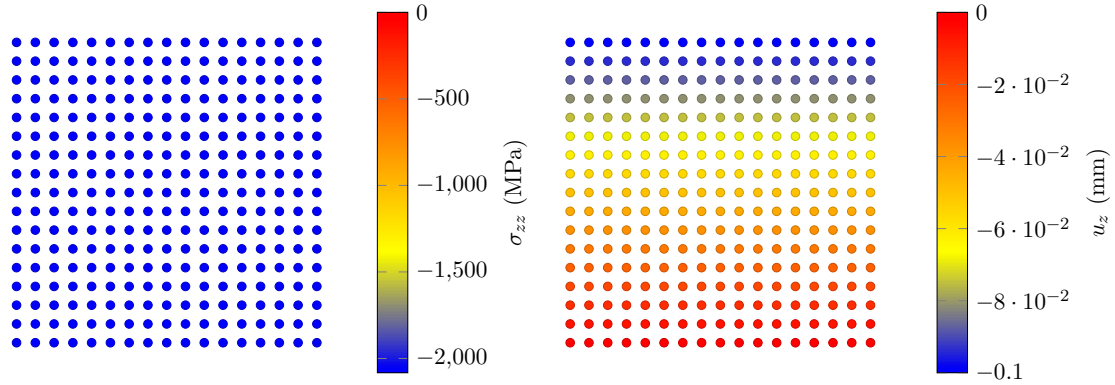 0
−500
−1,000
−1,500
−2,000
σzz (MPa)
0
−2 · 10⁻²
−4 · 10⁻²
−6 · 10⁻²
−8 · 10⁻²
−0.1
uz (mm)